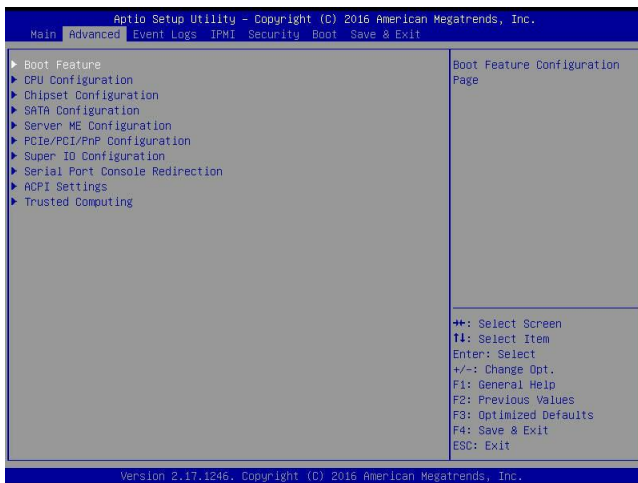 Aptio Setup Utility – Copyright (C) 2016 American Megatrends, Inc.
Main Advanced Event Logs IPMI Security Boot Save & Exit
Boot Feature
CPU Configuration
Chipset Configuration
SATA Configuration
Server ME Configuration
PCIe/PCI/PnP Configuration
Super IO Configuration
Serial Port Console Redirection
ACPI Settings
Trusted Computing
Boot Feature Configuration
Page
→←: Select Screen
↑↓: Select Item
Enter: Select
+/-: Change Opt.
F1: General Help
F2: Previous Values
F3: Optimized Defaults
F4: Save & Exit
ESC: Exit
Version 2.17.1246. Copyright (C) 2016 American Megatrends, Inc.